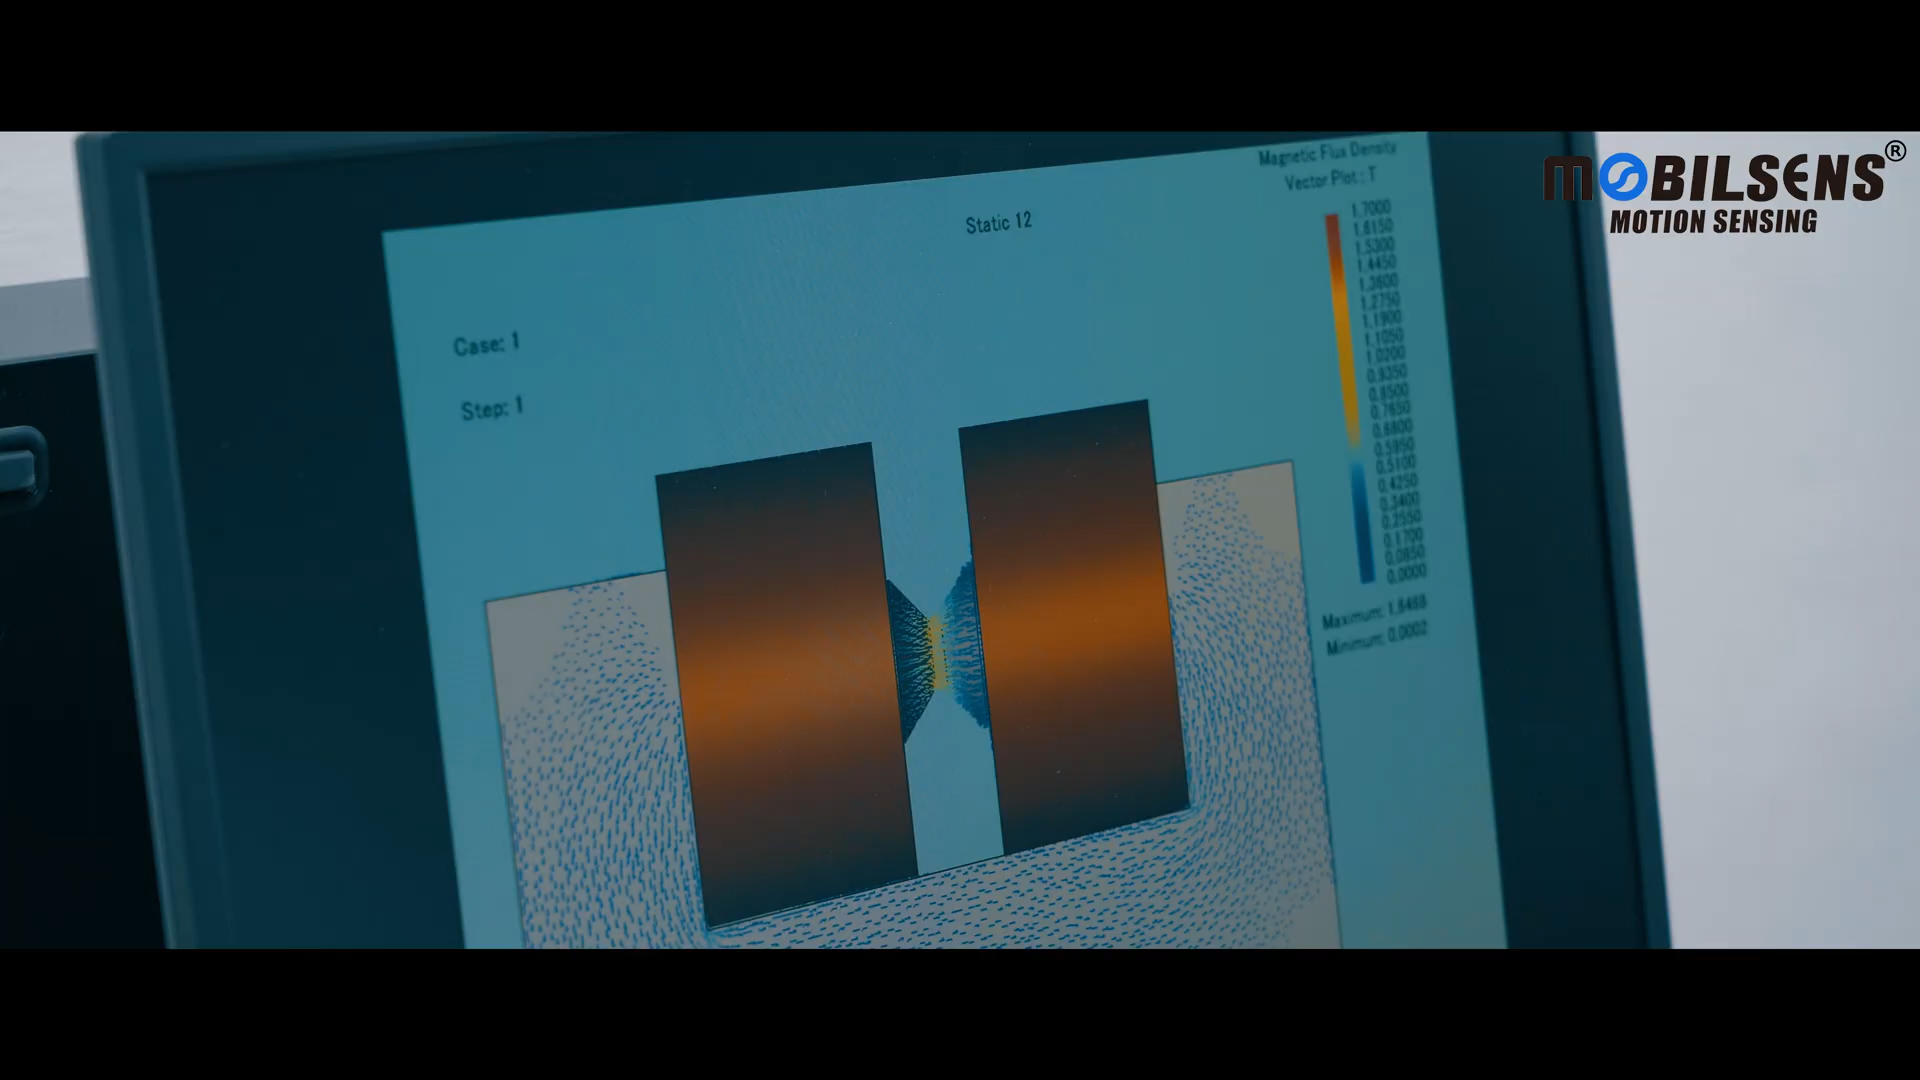 MOBILSENS®
MOTION SENSING
Magnetic Flux Density
Vector Plot : T
Static 12
Case: 1
Step: 1
1.7000
1.6150
1.5300
1.4450
1.3600
1.2750
1.1900
1.1050
1.0200
0.9350
0.8500
0.7650
0.6800
0.5950
0.5100
0.4250
0.3400
0.2550
0.1700
0.0850
0.0000
Maximum: 1.8488
Minimum: 0.0002